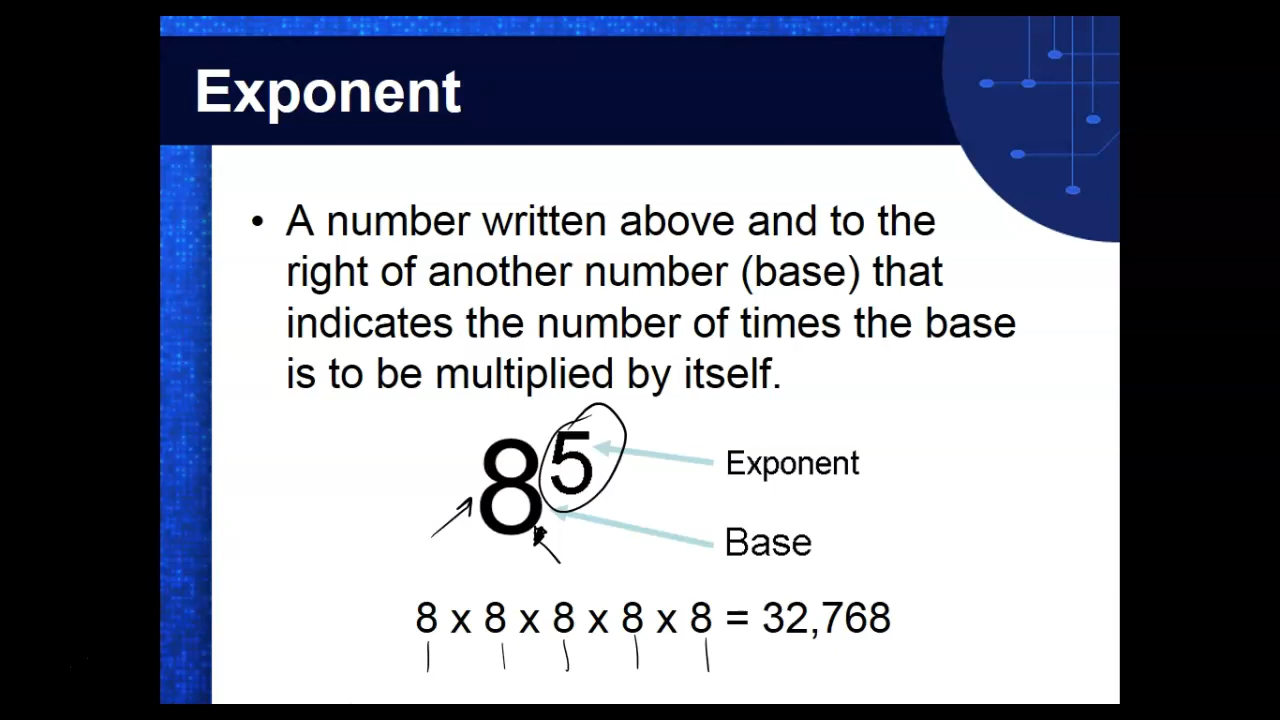 Exponent
• A number written above and to the
right of another number (base) that
indicates the number of times the base
is to be multiplied by itself.
8⁵
Exponent
Base
8 x 8 x 8 x 8 x 8 = 32,768